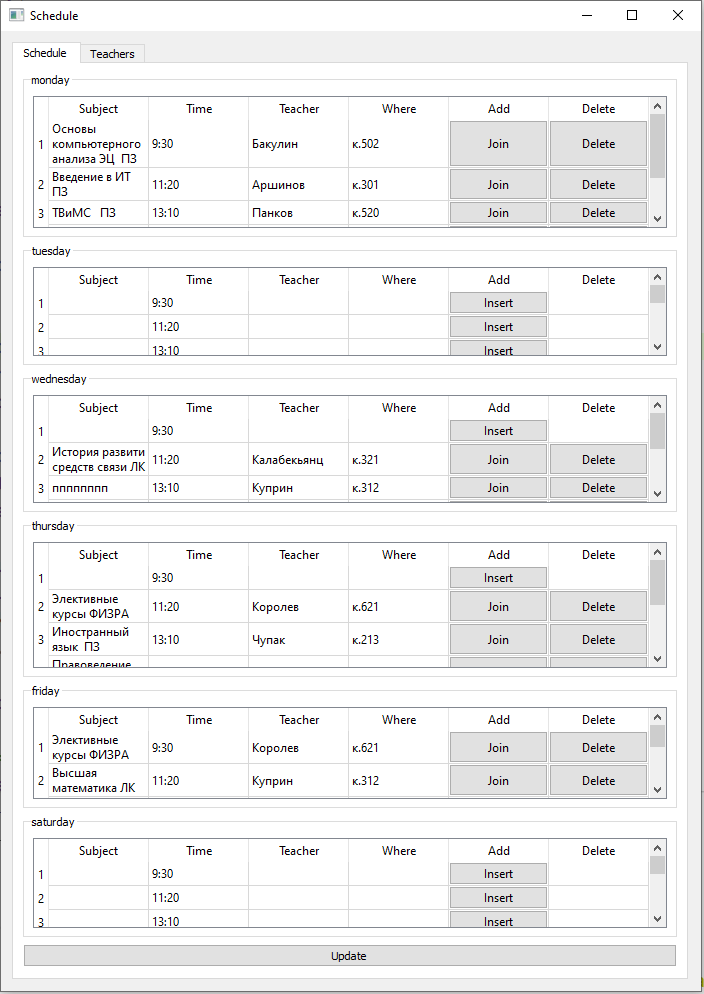 Schedule
Schedule Teachers
monday
Subject Time Teacher Where Add Delete
1 Основы компьютерного анализа ЭЦ ПЗ 9:30 Бакулин к.502 Join Delete
2 Введение в ИТ ПЗ 11:20 Аршинов к.301 Join Delete
3 ТВиМС ПЗ 13:10 Панков к.520 Join Delete
tuesday
Subject Time Teacher Where Add Delete
1 9:30 Insert
2 11:20 Insert
3 13:10 Insert
wednesday
Subject Time Teacher Where Add Delete
1 9:30 Insert
2 История развити средств связи ЛК 11:20 Калабекьянц к.321 Join Delete
3 пппппппп 13:10 Куприн к.312 Join Delete
thursday
Subject Time Teacher Where Add Delete
1 9:30 Insert
2 Элективные курсы ФИЗРА 11:20 Королев к.621 Join Delete
3 Иностранный язык ПЗ 13:10 Чупак к.213 Join Delete
Правоведение
friday
Subject Time Teacher Where Add Delete
1 Элективные курсы ФИЗРА 9:30 Королев к.621 Join Delete
2 Высшая математика ЛК 11:20 Куприн к.312 Join Delete
saturday
Subject Time Teacher Where Add Delete
1 9:30 Insert
2 11:20 Insert
3 13:10 Insert
Update